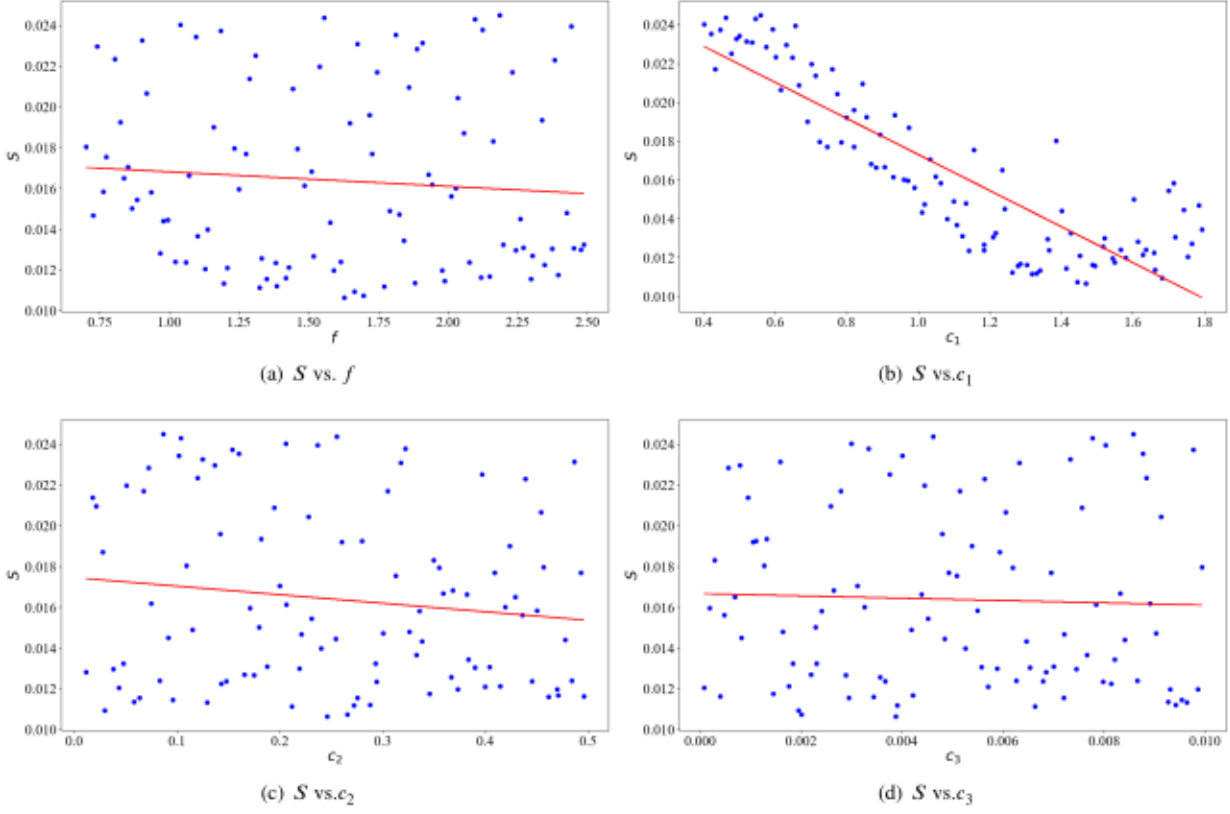 0.024
0.022
0.020
0.018
0.016
0.014
0.012
0.010
S
0.75 1.00 1.25 1.50 1.75 2.00 2.25 2.50
f
(a) S vs. f
0.024
0.022
0.020
0.018
0.016
0.014
0.012
0.010
S
0.4 0.6 0.8 1.0 1.2 1.4 1.6 1.8
c₁
(b) S vs.c₁
0.024
0.022
0.020
0.018
0.016
0.014
0.012
0.010
S
0.0 0.1 0.2 0.3 0.4 0.5
c₂
(c) S vs.c₂
0.024
0.022
0.020
0.018
0.016
0.014
0.012
0.010
S
0.000 0.002 0.004 0.006 0.008 0.010
c₃
(d) S vs.c₃